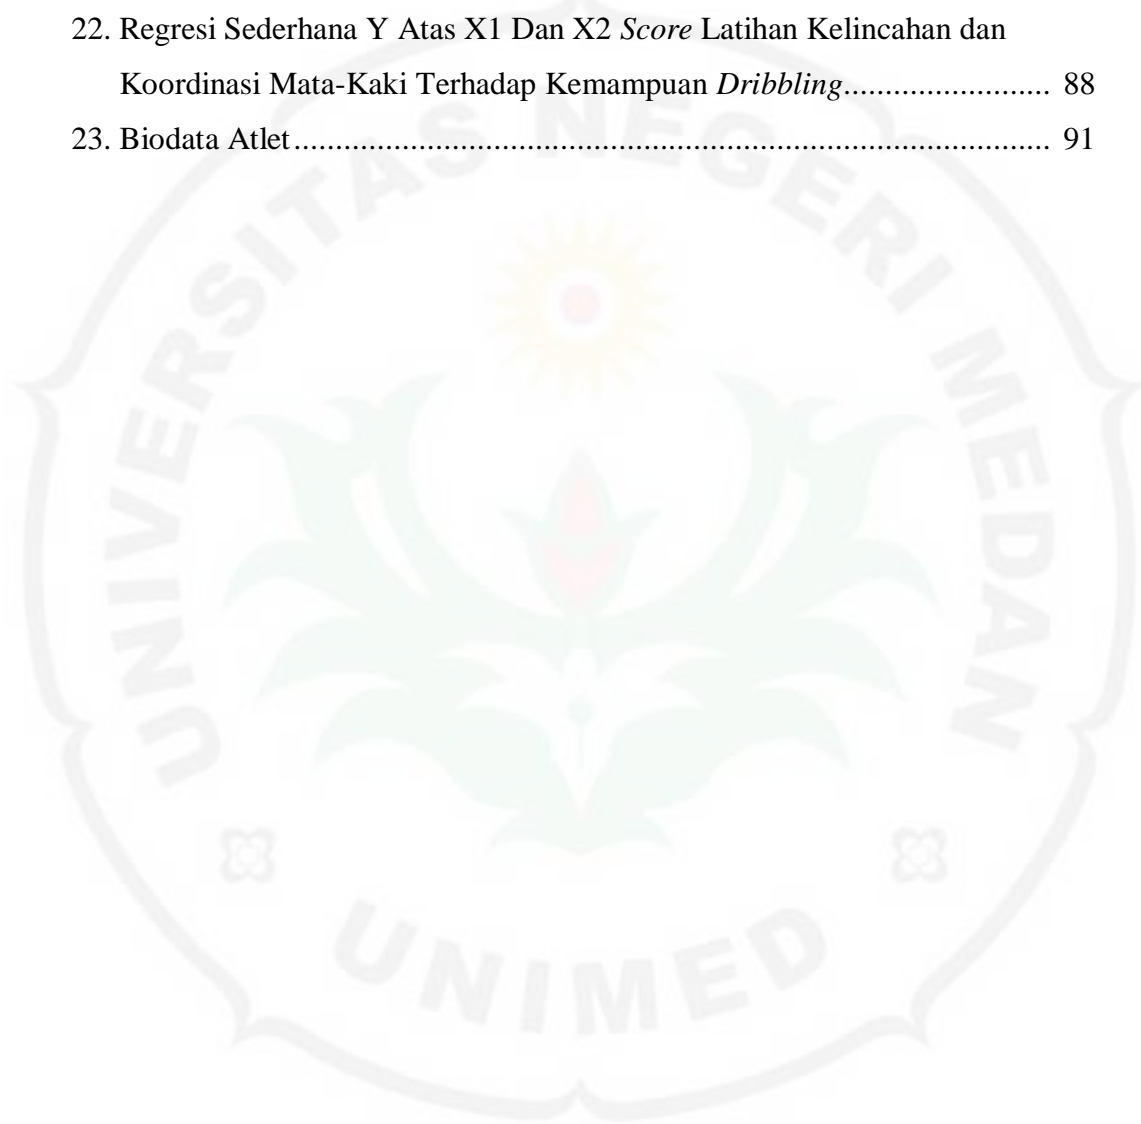 22. Regresi Sederhana Y Atas X1 Dan X2 Score Latihan Kelincahan dan
Koordinasi Mata-Kaki Terhadap Kemampuan Dribbling......................... 88
23. Biodata Atlet........................................................................................... 91
UNIVERSITAS NEGERI MEDAN
UNIMED